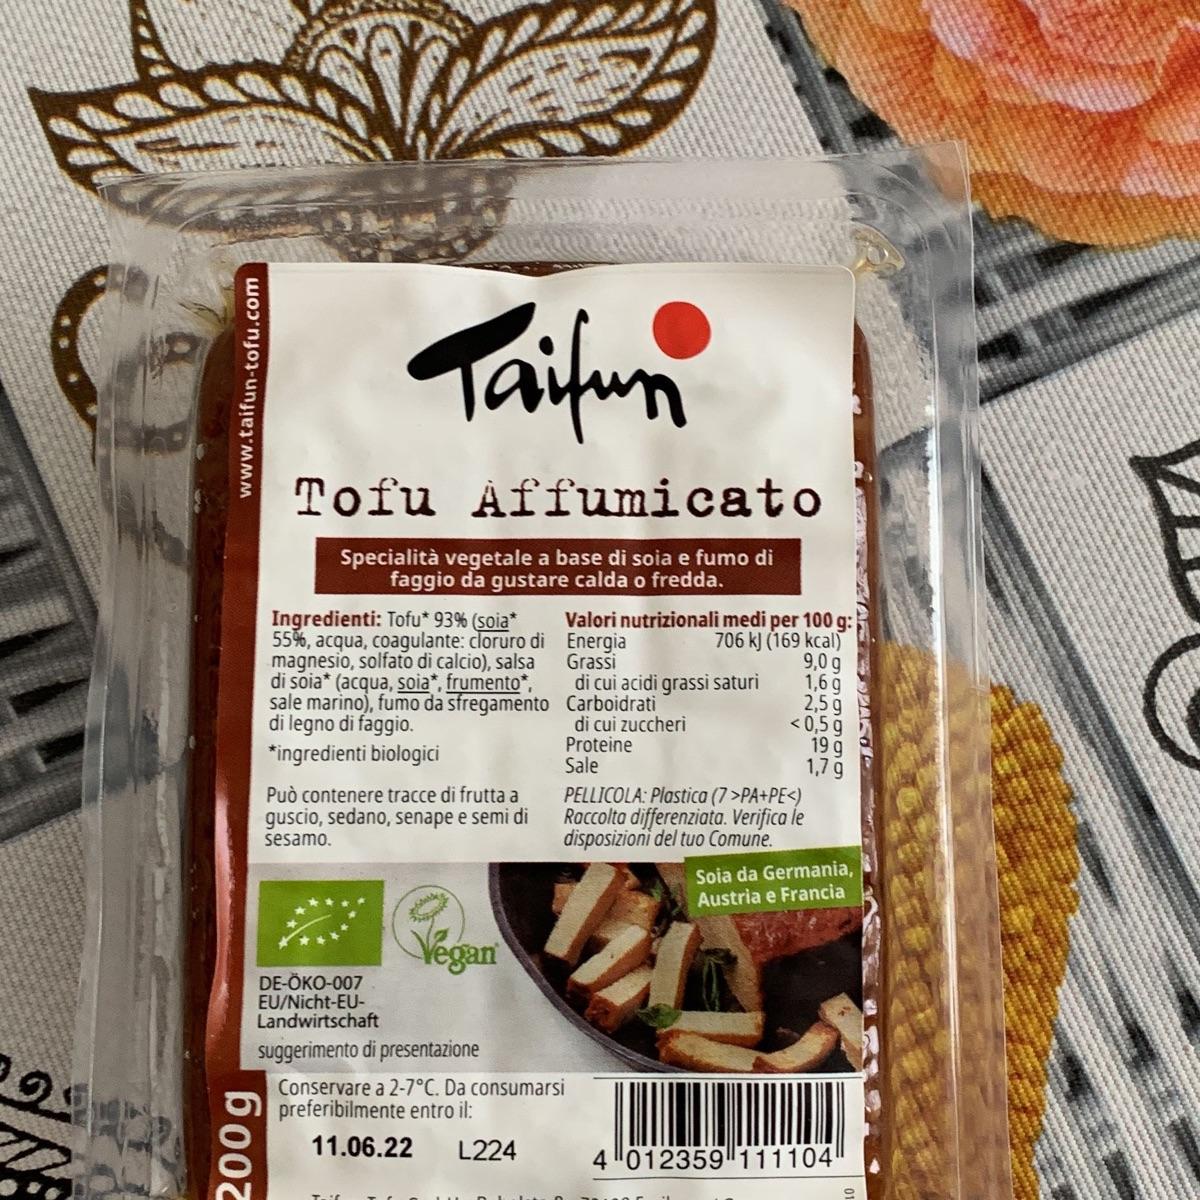 www.taifun-tofu.com
Taifun
Tofu Affumicato
Specialità vegetale a base di soia e fumo di
faggio da gustare calda o fredda.
Ingredienti: Tofu* 93% (soia*
55%, acqua, coagulante: cloruro di
magnesio, solfato di calcio), salsa
di soia* (acqua, soia*, frumento*,
sale marino), fumo da sfregamento
di legno di faggio.
*ingredienti biologici
Può contenere tracce di frutta a
guscio, sedano, senape e semi di
sesamo.
Valori nutrizionali medi per 100 g:
Energia 706 kJ (169 kcal)
Grassi 9,0 g
di cui acidi grassi saturi 1,6 g
Carboidrati 2,5 g
di cui zuccheri < 0,5 g
Proteine 19 g
Sale 1,7 g
PELLICOLA: Plastica (7 >PA+PE<)
Raccolta differenziata. Verifica le
disposizioni del tuo Comune.
Soia da Germania,
Austria e Francia
Vegan
DE-ÖKO-007
EU/Nicht-EU-
Landwirtschaft
suggerimento di presentazione
200g
Conservare a 2-7°C. Da consumarsi
preferibilmente entro il:
11.06.22 L224
4 012359 111104